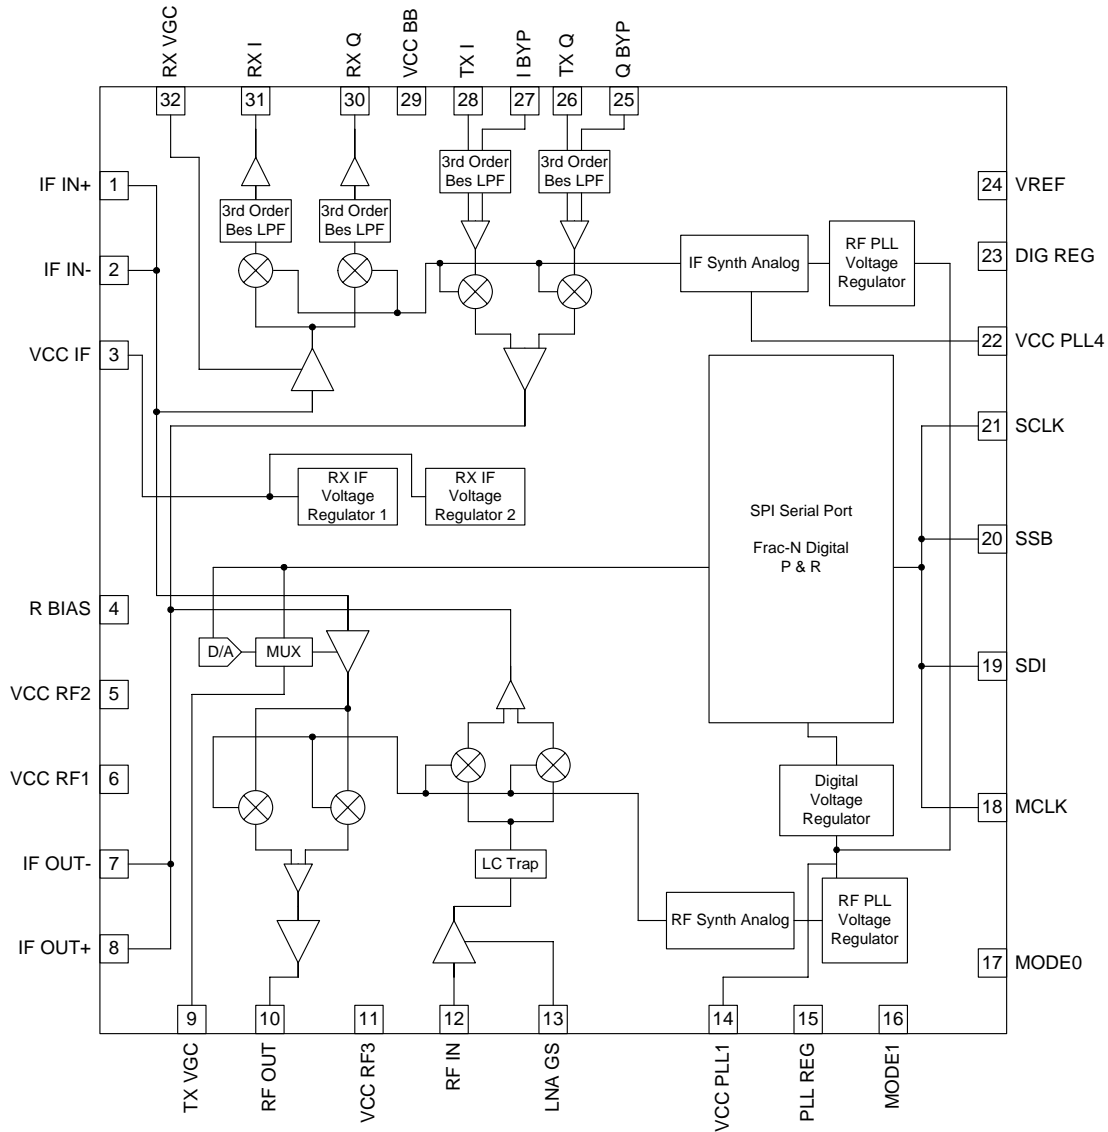 RX VGC
RX I
RX Q
VCC BB
TX I
I BYP
TX Q
Q BYP
32
31
30
29
28
27
26
25
3rd Order
Bes LPF
3rd Order
Bes LPF
IF IN+
1
24
VREF
3rd Order
Bes LPF
3rd Order
Bes LPF
RF PLL
Voltage
Regulator
IF Synth Analog
23
DIG REG
IF IN-
2
22
VCC PLL4
VCC IF
3
21
SCLK
RX IF
Voltage
Regulator 1
RX IF
Voltage
Regulator 2
SPI Serial Port
Frac-N Digital
P & R
20
SSB
R BIAS
4
D/A
MUX
19
SDI
VCC RF2
5
VCC RF1
6
Digital
Voltage
Regulator
18
MCLK
IF OUT-
7
LC Trap
RF Synth Analog
RF PLL
Voltage
Regulator
IF OUT+
8
17
MODE0
9
10
11
12
13
14
15
16
TX VGC
RF OUT
VCC RF3
RF IN
LNA GS
VCC PLL1
PLL REG
MODE1